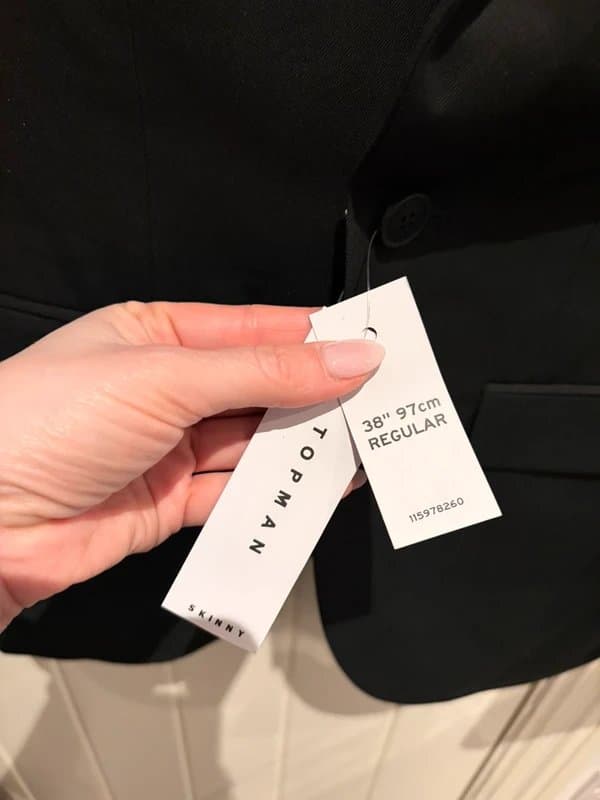 TOPMAN
SKINNY
38" 97cm
REGULAR
115978260